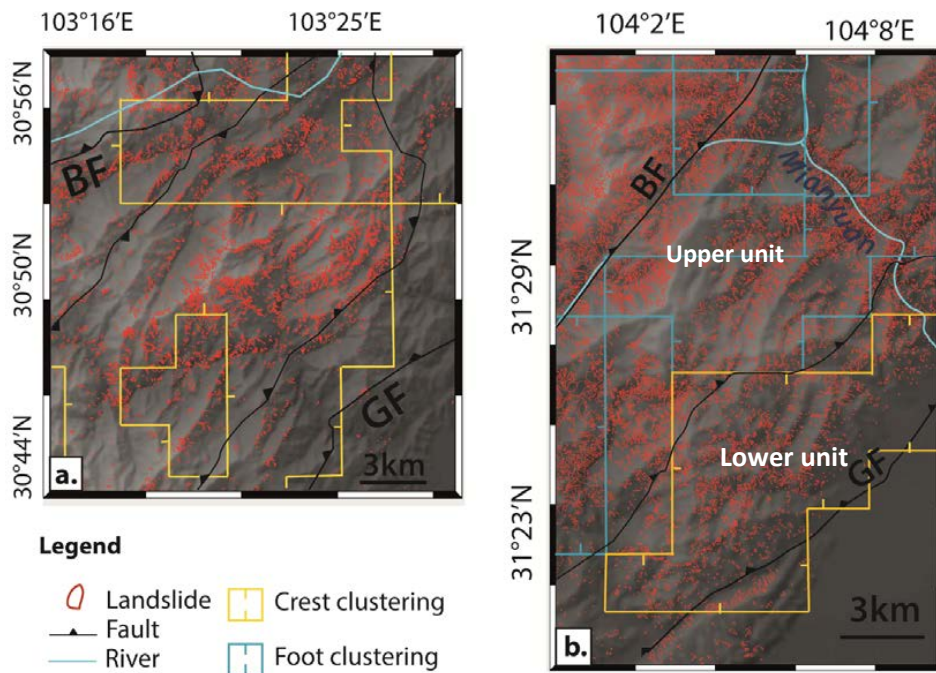 103°16'E
103°25'E
30°56'N
30°50'N
30°44'N
BF
GF
3km
a.
104°2'E
104°8'E
31°29'N
31°23'N
BF
Mianyuan
Upper unit
Lower unit
GF
3km
b.
Legend
Landslide
Fault
River
Crest clustering
Foot clustering